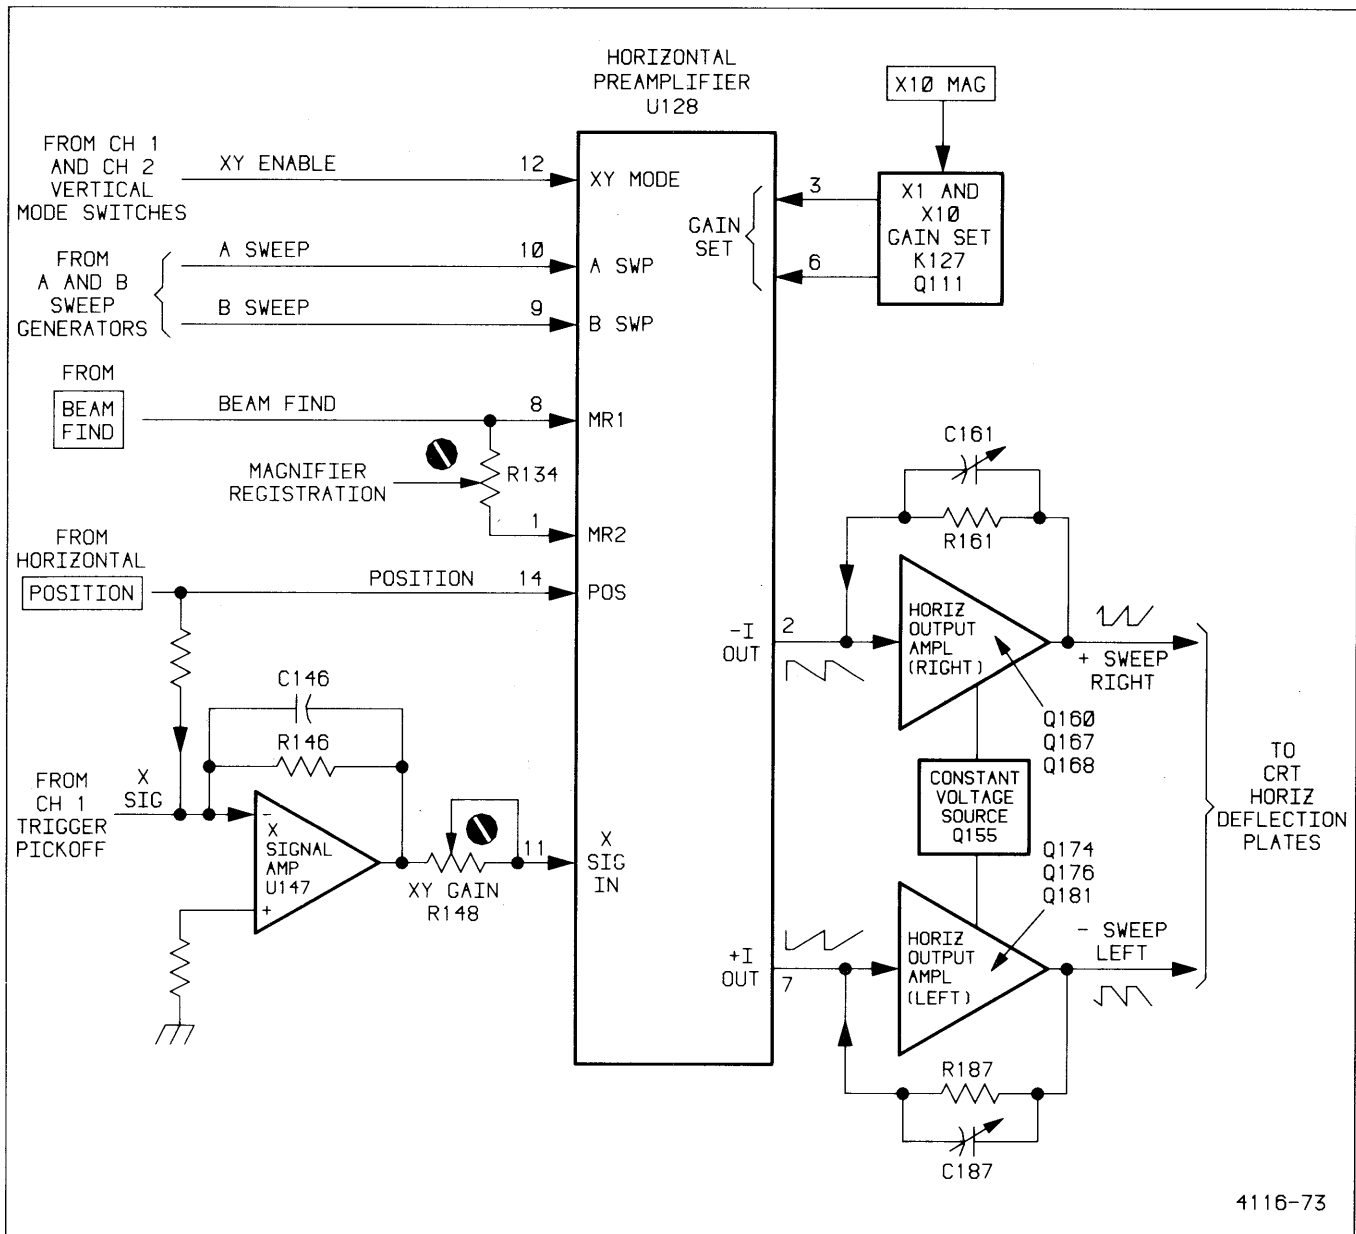 HORIZONTAL
PREAMPLIFIER
U128
X10 MAG
FROM CH 1
AND CH 2
VERTICAL
MODE SWITCHES
XY ENABLE
12
XY MODE
3
6
GAIN
SET
X1 AND
X10
GAIN SET
K127
Q111
FROM
A AND B
SWEEP
GENERATORS
A SWEEP
10
A SWP
B SWEEP
9
B SWP
FROM
BEAM
FIND
BEAM FIND
8
MR1
MAGNIFIER
REGISTRATION
R134
1
MR2
FROM
HORIZONTAL
POSITION
POSITION
14
POS
C161
R161
-I
OUT
2
HORIZ
OUTPUT
AMPL
(RIGHT)
+ SWEEP
RIGHT
Q160
Q167
Q168
C146
R146
FROM
CH 1
TRIGGER
PICKOFF
X
SIG
-
X
SIGNAL
AMP
U147
+
XY GAIN
R148
11
X
SIG
IN
CONSTANT
VOLTAGE
SOURCE
Q155
TO
CRT
HORIZ
DEFLECTION
PLATES
Q174
Q176
Q181
+I
OUT
7
HORIZ
OUTPUT
AMPL
(LEFT)
- SWEEP
LEFT
R187
C187
4116-73